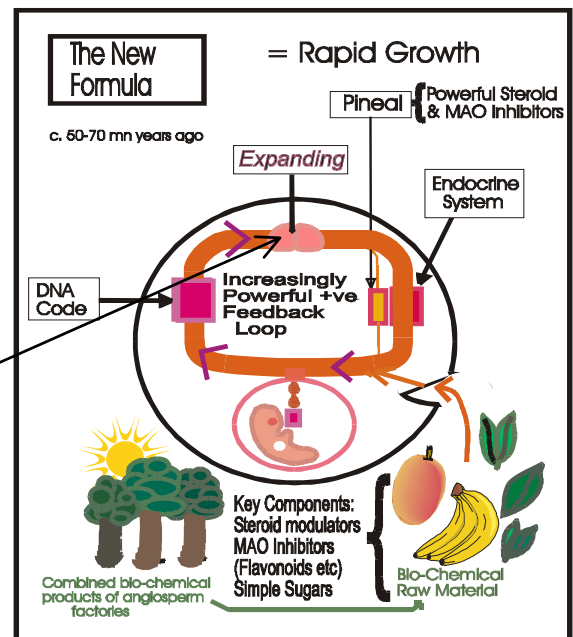 The New
Formula
= Rapid Growth
Pineal
Powerful Steroid
& MAO Inhibitors
c. 50-70 mn years ago
Expanding
Endocrine
System
DNA
Code
Increasingly
Powerful +ve
Feedback
Loop
Key Components:
Steroid modulators
MAO Inhibitors
(Flavonoids etc)
Simple Sugars
Bio-Chemical
Raw Material
Combined bio-chemical
products of angiosperm
factories